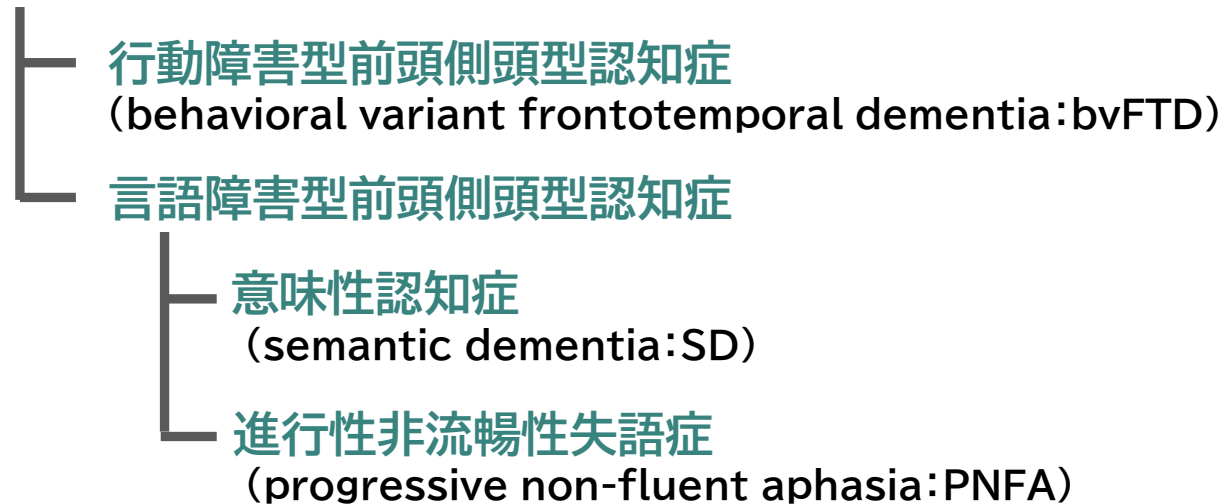 行動障害型前頭側頭型認知症
（behavioral variant frontotemporal dementia：bvFTD）
言語障害型前頭側頭型認知症
意味性認知症
（semantic dementia：SD）
進行性非流暢性失語症
（progressive non-fluent aphasia：PNFA）